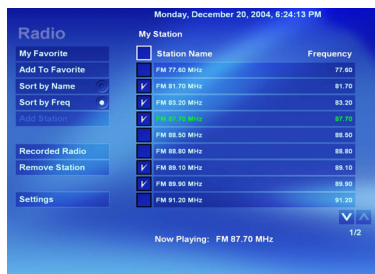 Monday, December 20, 2004, 6:24:13 PM
Radio
My Station
My Favorite
Add To Favorite
Sort by Name
Sort by Freq
Add Station
Recorded Radio
Remove Station
Settings
Station Name Frequency
FM 77.60 MHz 77.60
FM 81.70 MHz 81.70
FM 83.20 MHz 83.20
FM 87.70 MHz 87.70
FM 88.50 MHz 88.50
FM 88.80 MHz 88.80
FM 89.10 MHz 89.10
FM 89.90 MHz 89.90
FM 91.20 MHz 91.20
1/2
Now Playing: FM 87.70 MHz